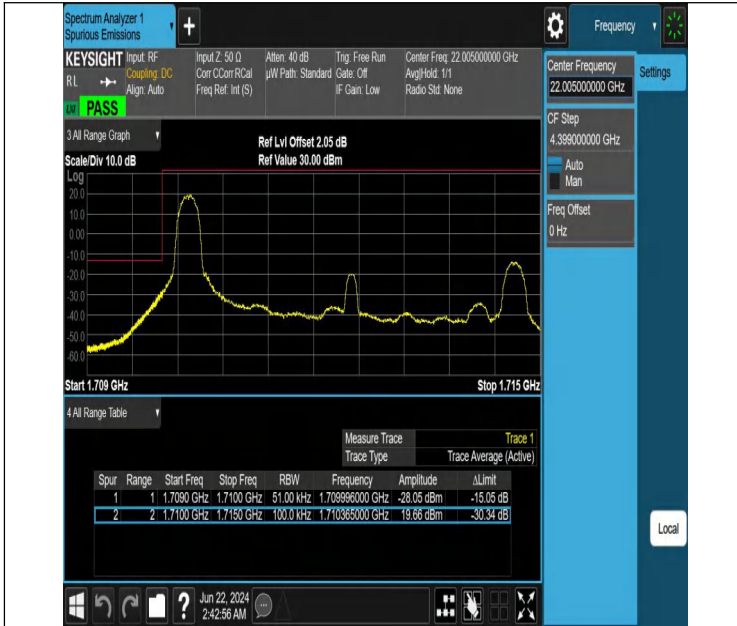 Spectrum Analyzer 1
Spurious Emissions
Frequency
KEYSIGHT Input: RF Input Z: 50 Ω Atten: 40 dB Trig: Free Run Center Freq: 22.005000000 GHz
RL Coupling: DC Corr CCorr RCal µW Path: Standard Gate: Off Avg|Hold: 1/1
Align: Auto Freq Ref: Int (S) IF Gain: Low Radio Std: None
PASS
Center Frequency
22.005000000 GHz
Settings
CF Step
4.399000000 GHz
Auto
Man
Freq Offset
0 Hz
3 All Range Graph
Ref Lvl Offset 2.05 dB
Scale/Div 10.0 dB Ref Value 30.00 dBm
Log
20.0
10.0
0.00
-10.0
-20.0
-30.0
-40.0
-50.0
-60.0
Start 1.709 GHz Stop 1.715 GHz
4 All Range Table
Measure Trace Trace 1
Trace Type Trace Average (Active)
Spur Range Start Freq Stop Freq RBW Frequency Amplitude ΔLimit
1 1 1.7090 GHz 1.7100 GHz 51.00 kHz 1.709996000 GHz -28.05 dBm -15.05 dB
2 2 1.7100 GHz 1.7150 GHz 100.0 kHz 1.710365000 GHz 19.66 dBm -30.34 dB
Local
Jun 22, 2024
2:42:56 AM